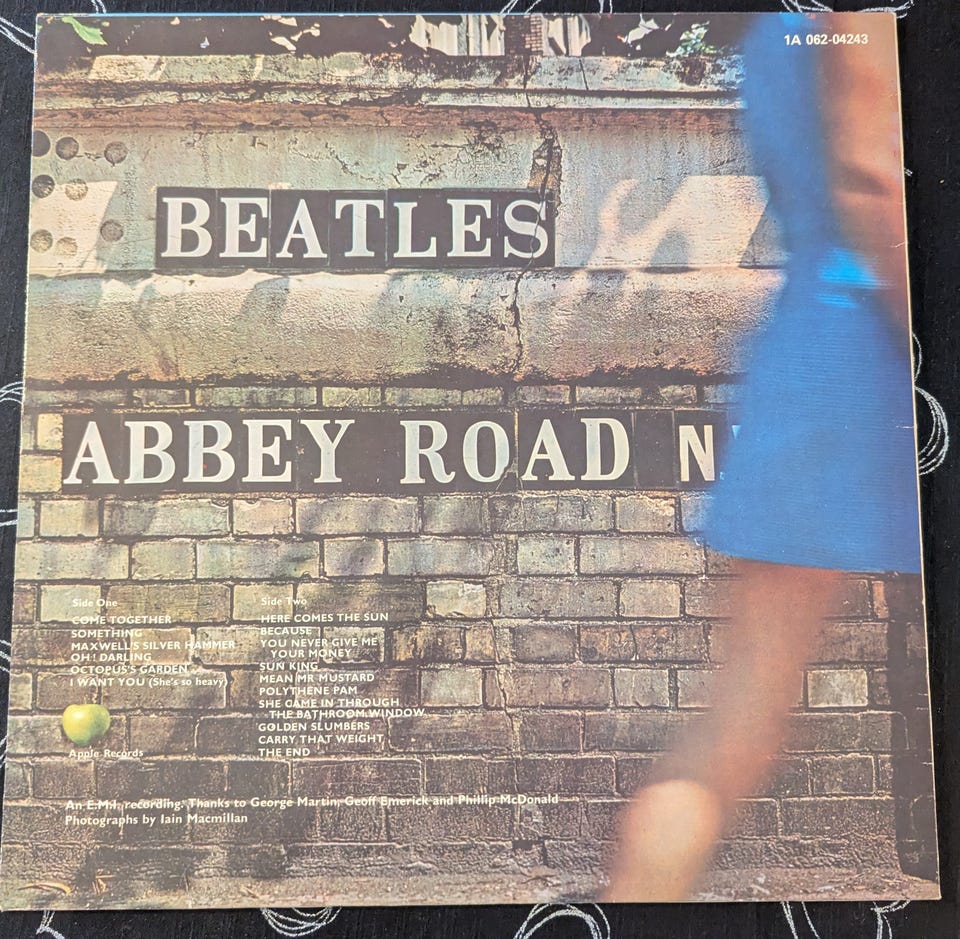 1A 062-04243
BEATLES
ABBEY ROAD N
Side One
COME TOGETHER
SOMETHING
MAXWELL'S SILVER HAMMER
OH! DARLING
OCTOPUS'S GARDEN
I WANT YOU (She's so heavy)
Side Two
HERE COMES THE SUN
BECAUSE
YOU NEVER GIVE ME
YOUR MONEY
SUN KING
MEAN MR MUSTARD
POLYTHENE PAM
SHE CAME IN THROUGH
THE BATHROOM WINDOW
GOLDEN SLUMBERS
CARRY THAT WEIGHT
THE END
Apple Records
An E.M.I. recording. Thanks to George Martin, Geoff Emerick and Phillip McDonald
Photographs by Iain Macmillan